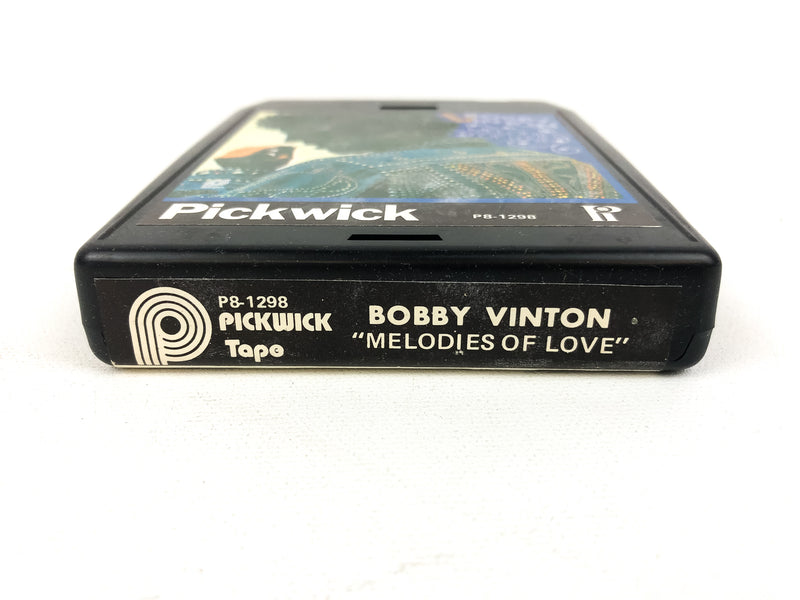 Pickwick P8-1298
P8-1298
PICKWICK
Tape
BOBBY VINTON
"MELODIES OF LOVE"